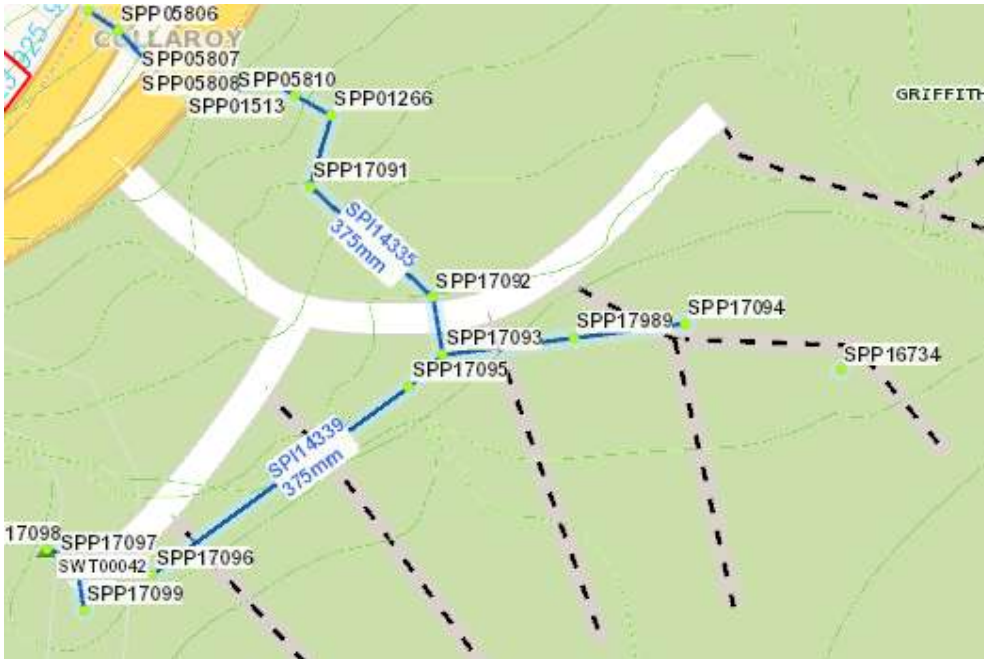 SPP05806
COLLAROY
SPP05807
SPP05808
SPP05810
SPP01513
SPP01266
GRIFFITH
SPP17091
SPI14335
375mm
SPP17092
SPP17093
SPP17989
SPP17094
SPP17095
SPP16734
SPI14339
375mm
17098
SPP17097
SPP17096
SWT00042
SPP17099